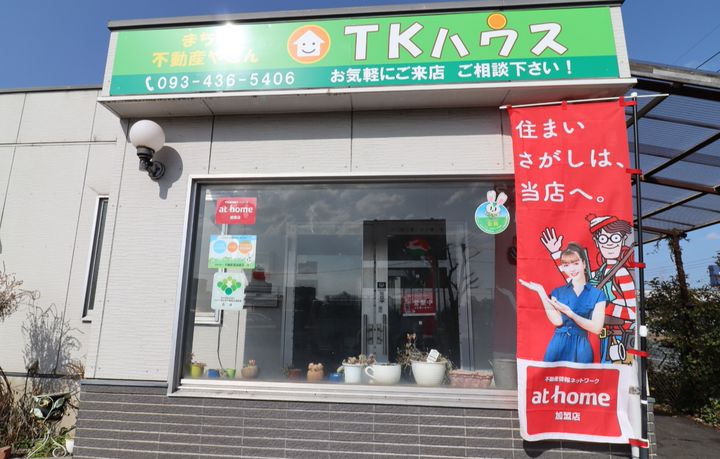 まちの
不動産やさん
TKハウス
093-436-5406
お気軽にご来店 ご相談下さい！
住まい
さがしは、
当店へ。
at home
加盟店
不動産情報ネットワーク
at home
加盟店